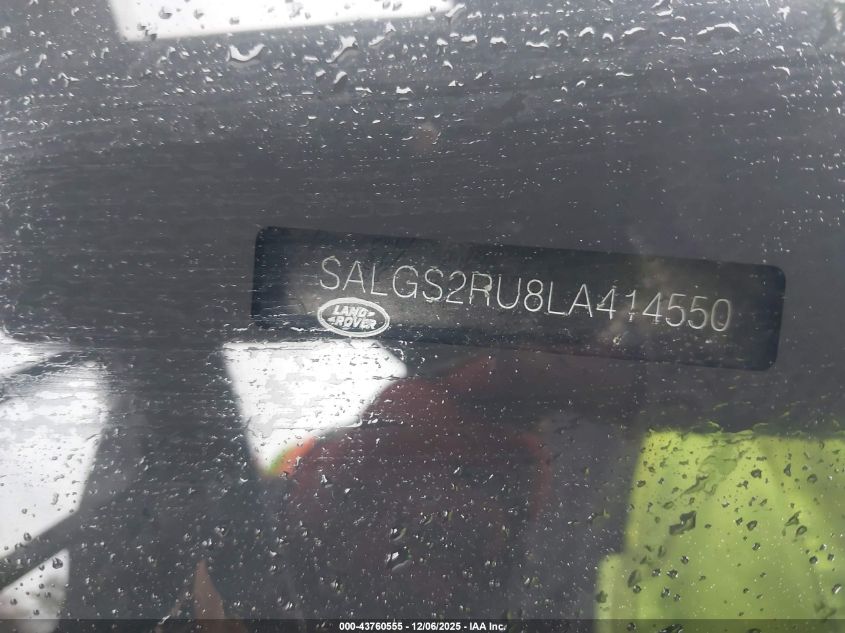 SALGS2RU8LA414550
LAND
ROVER
000-43760555 - 12/06/2025 - IAA Inc.